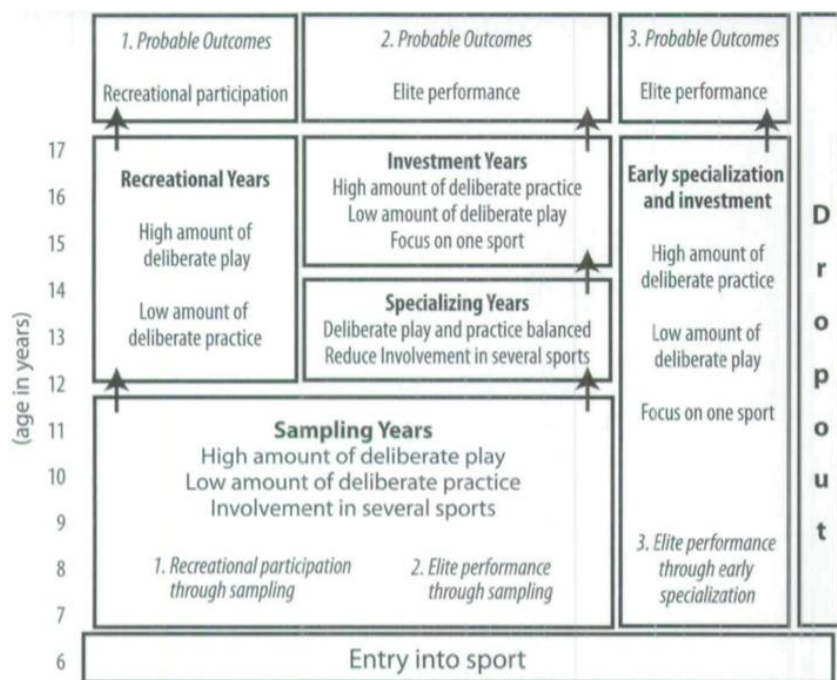 1. Probable Outcomes
Recreational participation
2. Probable Outcomes
Elite performance
3. Probable Outcomes
Elite performance
Recreational Years
High amount of
deliberate play
Low amount of
deliberate practice
Investment Years
High amount of deliberate practice
Low amount of deliberate play
Focus on one sport
Specializing Years
Deliberate play and practice balanced
Reduce Involvement in several sports
Early specialization
and investment
High amount of
deliberate practice
Low amount of
deliberate play
Focus on one sport
3. Elite performance
through early
specialization
Sampling Years
High amount of deliberate play
Low amount of deliberate practice
Involvement in several sports
1. Recreational participation
through sampling
2. Elite performance
through sampling
Entry into sport
Dropout
(age in years)
17
16
15
14
13
12
11
10
9
8
7
6